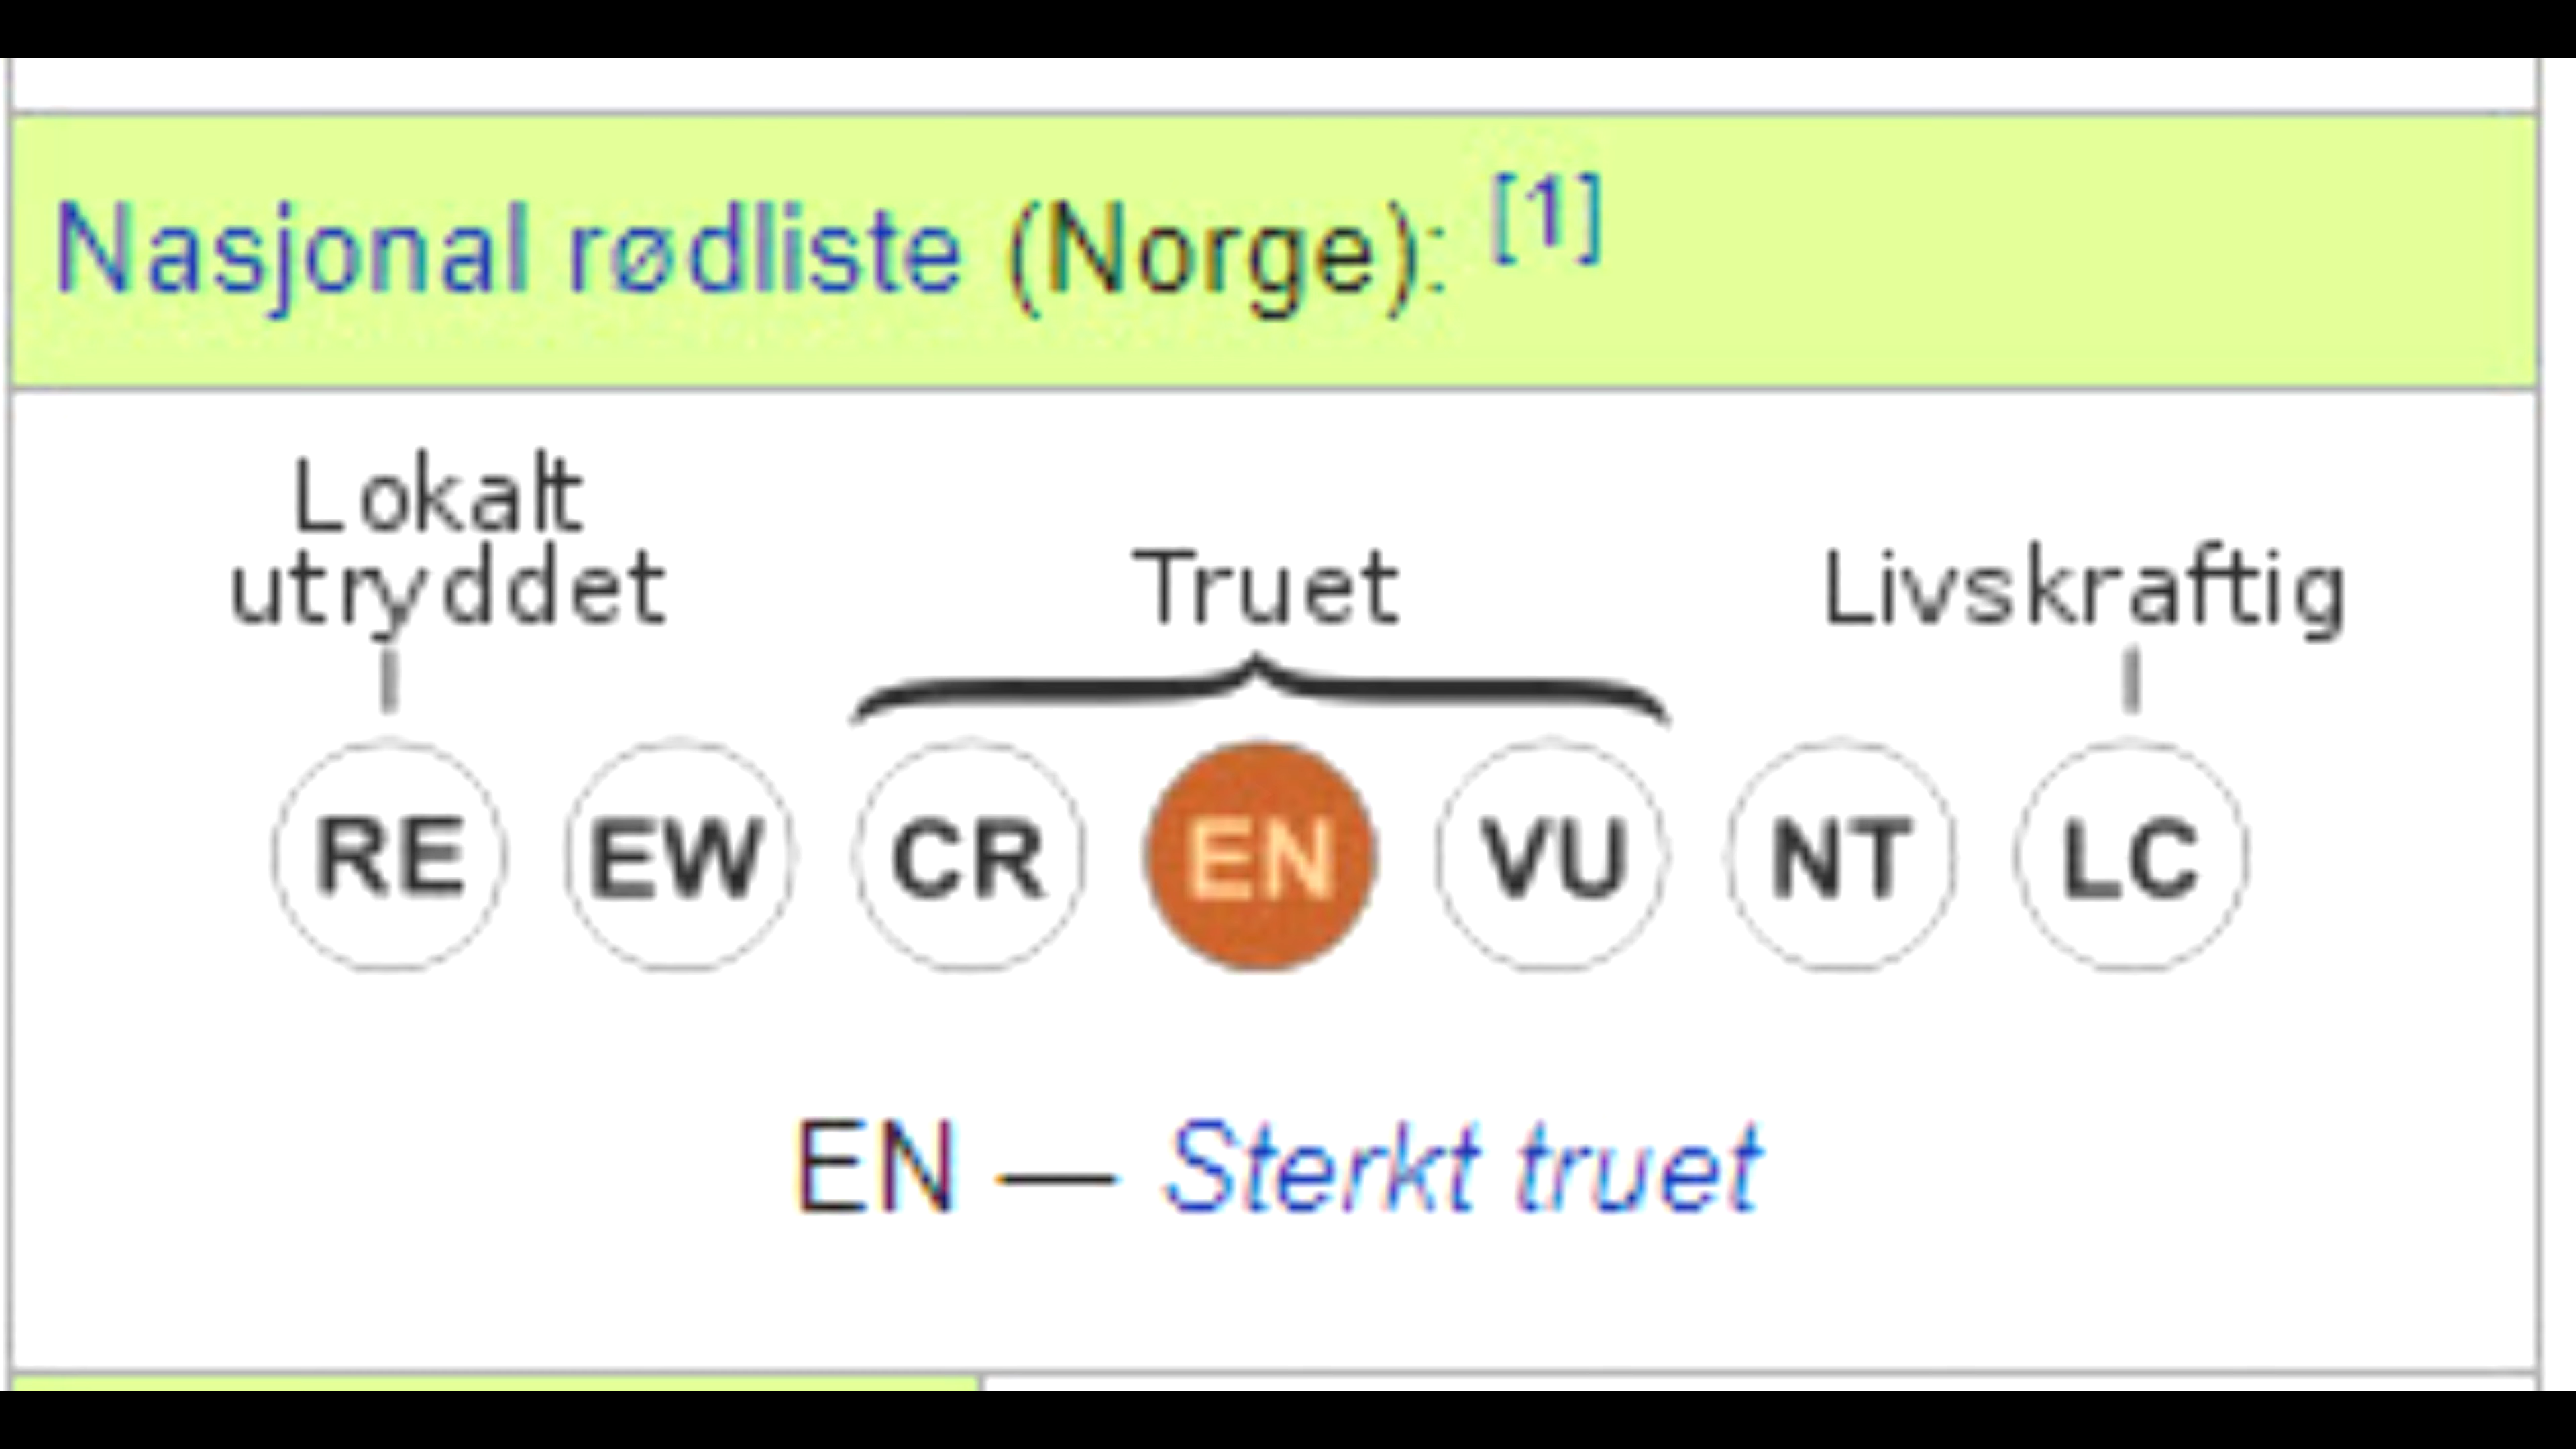 Nasjonal rødliste (Norge): [1]
Lokalt
utryddet
Truet
Livskraftig
RE EW CR EN VU NT LC
EN — Sterkt truet